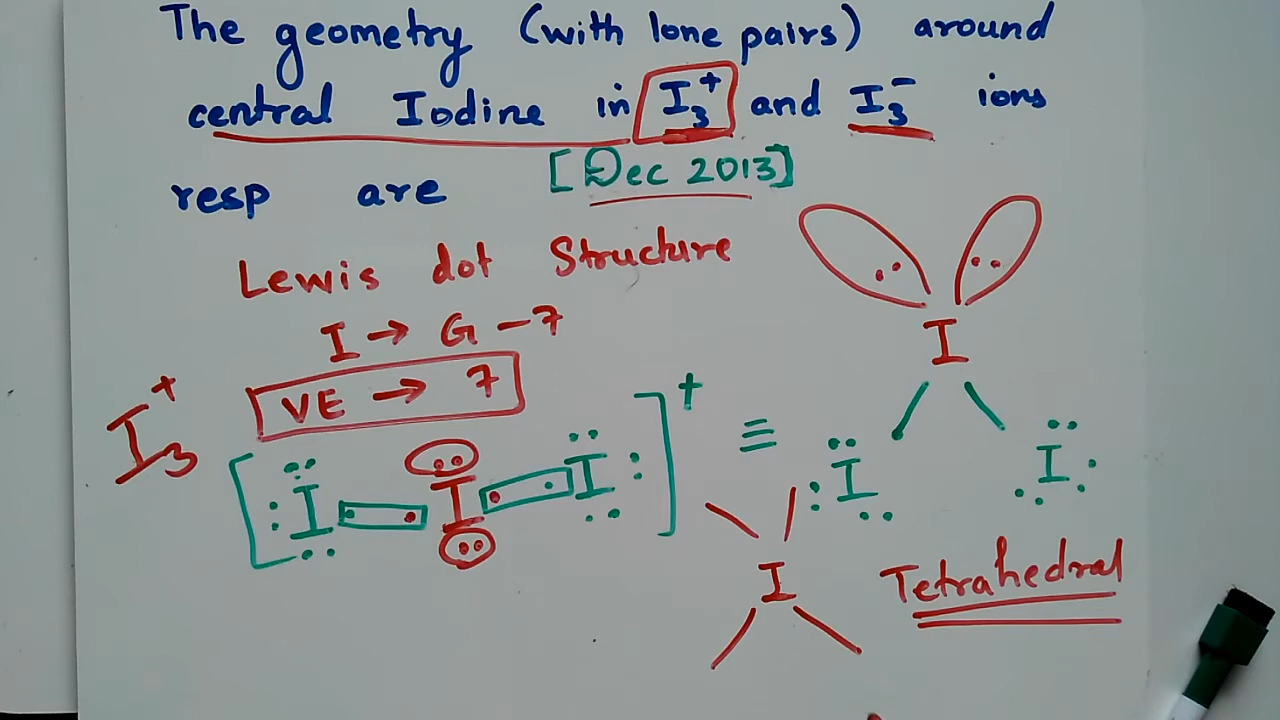 The geometry (with lone pairs) around
central Iodine in I₃⁺ and I₃⁻ ions
resp are [Dec 2013]
Lewis dot Structure
I → G-7
VE → 7
I₃⁺
[:I — I — I:]⁺ ≡
I
I I
I
Tetrahedral